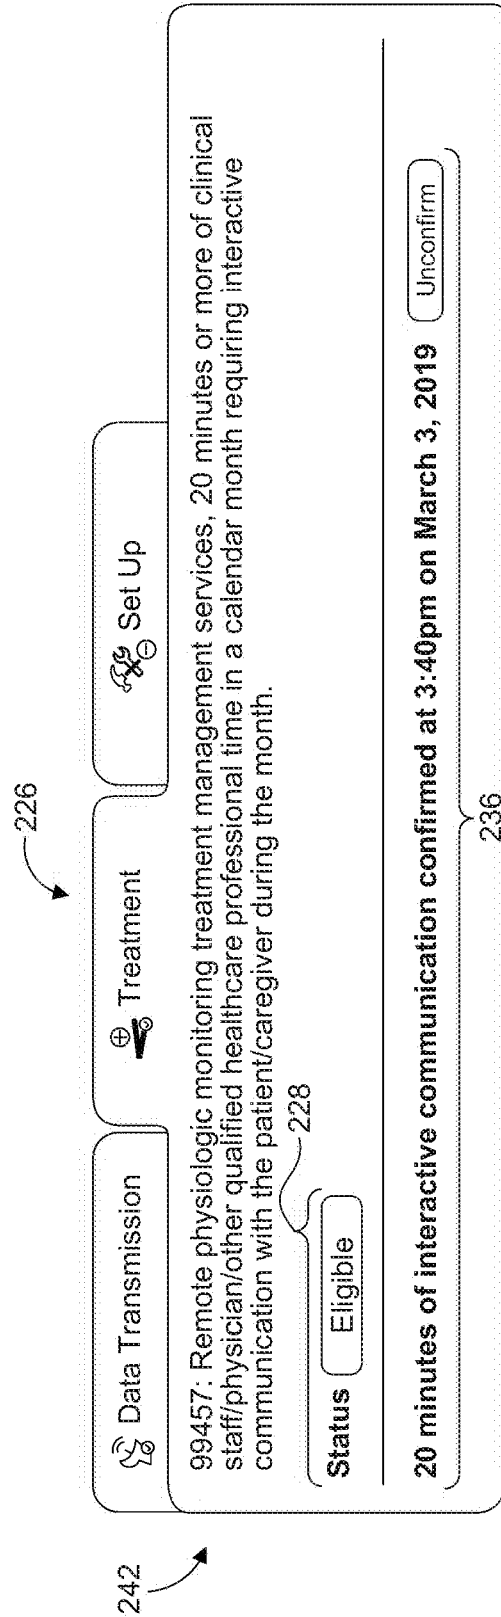 242
226
Data Transmission
Treatment
Set Up
99457: Remote physiologic monitoring treatment management services, 20 minutes or more of clinical
staff/physician/other qualified healthcare professional time in a calendar month requiring interactive
communication with the patient/caregiver during the month.
228
Status Eligible
20 minutes of interactive communication confirmed at 3:40pm on March 3, 2019 Unconfirm
236